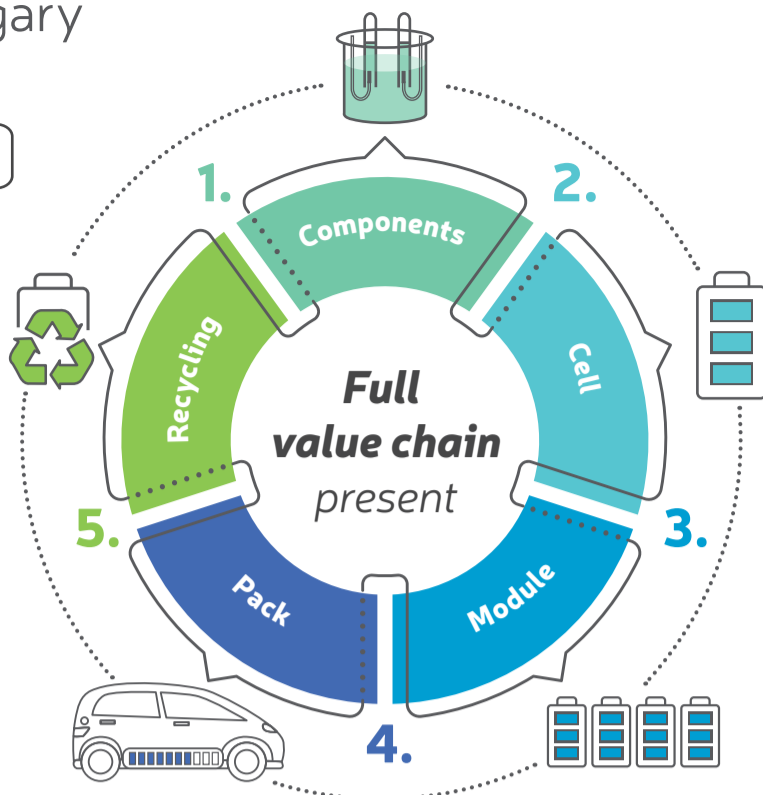 gary
1.
Components
2.
Cell
3.
Module
4.
Pack
5.
Recycling
Full
value chain
present